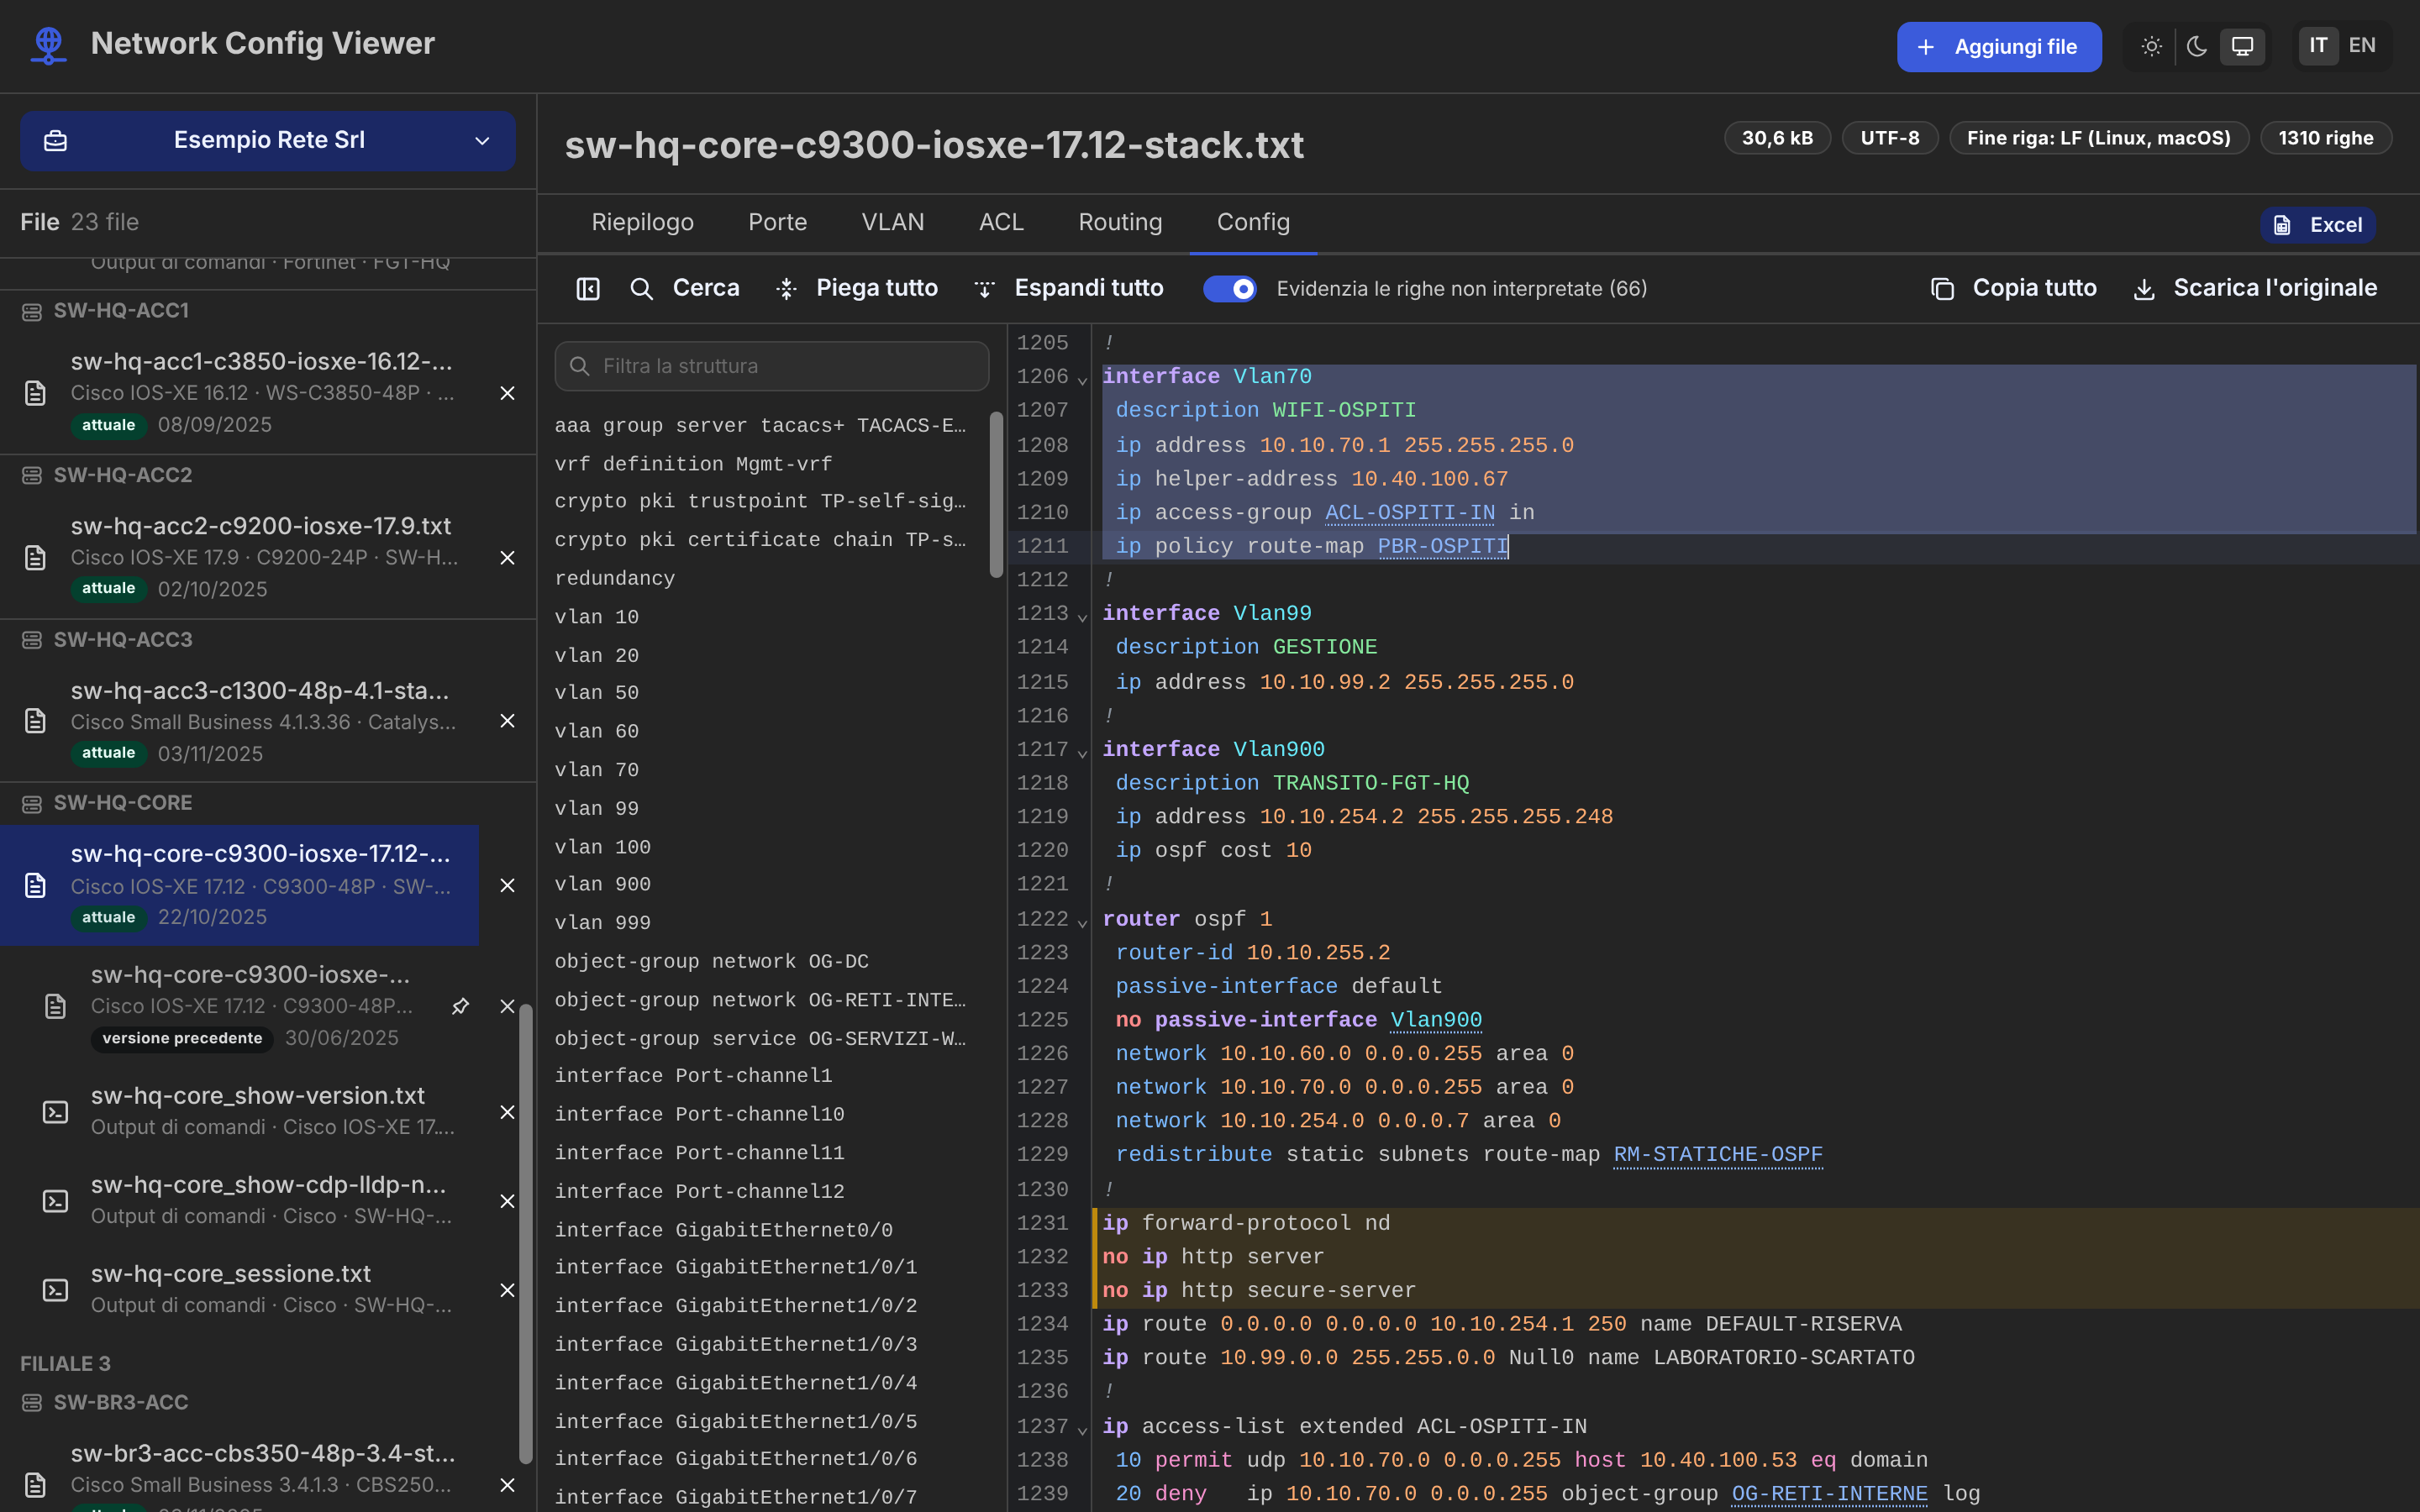 Network Config Viewer
Aggiungi file
IT EN
Esempio Rete Srl
File 23 file
Output di comandi · Fortinet · FGT-HQ
SW-HQ-ACC1
sw-hq-acc1-c3850-iosxe-16.12-...
Cisco IOS-XE 16.12 · WS-C3850-48P · ...
attuale 08/09/2025
SW-HQ-ACC2
sw-hq-acc2-c9200-iosxe-17.9.txt
Cisco IOS-XE 17.9 · C9200-24P · SW-H...
attuale 02/10/2025
SW-HQ-ACC3
sw-hq-acc3-c1300-48p-4.1-sta...
Cisco Small Business 4.1.3.36 · Catalys...
attuale 03/11/2025
SW-HQ-CORE
sw-hq-core-c9300-iosxe-17.12-...
Cisco IOS-XE 17.12 · C9300-48P · SW-...
attuale 22/10/2025
sw-hq-core-c9300-iosxe-...
Cisco IOS-XE 17.12 · C9300-48P...
versione precedente 30/06/2025
sw-hq-core_show-version.txt
Output di comandi · Cisco IOS-XE 17....
sw-hq-core_show-cdp-lldp-n...
Output di comandi · Cisco · SW-HQ-...
sw-hq-core_sessione.txt
Output di comandi · Cisco · SW-HQ-...
FILIALE 3
SW-BR3-ACC
sw-br3-acc-cbs350-48p-3.4-st...
Cisco Small Business 3.4.1.3 · CBS250...
sw-hq-core-c9300-iosxe-17.12-stack.txt
30,6 kB UTF-8 Fine riga: LF (Linux, macOS) 1310 righe
Riepilogo Porte VLAN ACL Routing Config
Excel
Cerca Piega tutto Espandi tutto Evidenzia le righe non interpretate (66) Copia tutto Scarica l'originale
Filtra la struttura
aaa group server tacacs+ TACACS-E…
vrf definition Mgmt-vrf
crypto pki trustpoint TP-self-sig…
crypto pki certificate chain TP-s…
redundancy
vlan 10
vlan 20
vlan 50
vlan 60
vlan 70
vlan 99
vlan 100
vlan 900
vlan 999
object-group network OG-DC
object-group network OG-RETI-INTE…
object-group service OG-SERVIZI-W…
interface Port-channel1
interface Port-channel10
interface Port-channel11
interface Port-channel12
interface GigabitEthernet0/0
interface GigabitEthernet1/0/1
interface GigabitEthernet1/0/2
interface GigabitEthernet1/0/3
interface GigabitEthernet1/0/4
interface GigabitEthernet1/0/5
interface GigabitEthernet1/0/6
interface GigabitEthernet1/0/7
1205 !
1206 interface Vlan70
1207 description WIFI-OSPITI
1208 ip address 10.10.70.1 255.255.255.0
1209 ip helper-address 10.40.100.67
1210 ip access-group ACL-OSPITI-IN in
1211 ip policy route-map PBR-OSPITI
1212 !
1213 interface Vlan99
1214 description GESTIONE
1215 ip address 10.10.99.2 255.255.255.0
1216 !
1217 interface Vlan900
1218 description TRANSITO-FGT-HQ
1219 ip address 10.10.254.2 255.255.255.248
1220 ip ospf cost 10
1221 !
1222 router ospf 1
1223 router-id 10.10.255.2
1224 passive-interface default
1225 no passive-interface Vlan900
1226 network 10.10.60.0 0.0.0.255 area 0
1227 network 10.10.70.0 0.0.0.255 area 0
1228 network 10.10.254.0 0.0.0.7 area 0
1229 redistribute static subnets route-map RM-STATICHE-OSPF
1230 !
1231 ip forward-protocol nd
1232 no ip http server
1233 no ip http secure-server
1234 ip route 0.0.0.0 0.0.0.0 10.10.254.1 250 name DEFAULT-RISERVA
1235 ip route 10.99.0.0 255.255.0.0 Null0 name LABORATORIO-SCARTATO
1236 !
1237 ip access-list extended ACL-OSPITI-IN
1238 10 permit udp 10.10.70.0 0.0.0.255 host 10.40.100.53 eq domain
1239 20 deny ip 10.10.70.0 0.0.0.255 object-group OG-RETI-INTERNE log